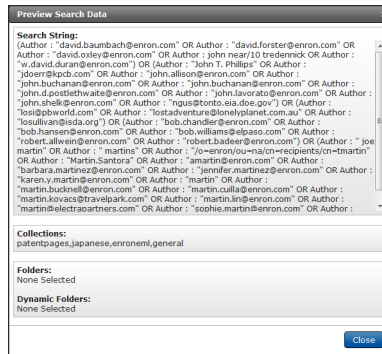 Preview Search Data
Search String:
(Author : "david.baumbach@enron.com" OR Author : "david.forster@enron.com" OR
Author : "david.oxley@enron.com" OR Author : john near/10 tredennick OR Author :
"w.david.duran@enron.com") OR (Author : "John T. Phillips" OR Author :
"jdoerr@kpcb.com" OR Author : "john.allison@enron.com" OR Author :
"john.buchanan@enron.com" OR Author : "john.buchanan@enron.com" OR Author :
"john.d.postlethwaite@enron.com" OR Author : "john.lavorato@enron.com" OR Author :
"john.shelk@enron.com" OR Author : "ngus@tonto.eia.doe.gov") OR (Author :
"losi@pbworld.com" OR Author : "lostadventure@lonelyplanet.com.au" OR Author :
"losullivan@isda.org") OR (Author : "bob.chandler@enron.com" OR Author :
"bob.hansen@enron.com" OR Author : "bob.williams@elpaso.com" OR Author :
"robert.allwein@enron.com" OR Author : "robert.badeer@enron.com") OR (Author : " joe
martin" OR Author : " martins" OR Author : "/o=enron/ou=na/cn=recipients/cn=tmartin"
OR Author : "Martin.Santora" OR Author : "amartin@enron.com" OR Author :
"barbara.martinez@enron.com" OR Author : "jennifer.martinez@enron.com" OR Author :
"karen.y.martin@enron.com" OR Author : "martin" OR Author :
"martin.bucknell@enron.com" OR Author : "martin.cuilla@enron.com" OR Author :
"martin.kovacs@travelpark.com" OR Author : "martin.lin@enron.com" OR Author :
"martin@electrapartners.com" OR Author : "sophie.martin@enron.com" OR Author :
Collections:
patentpages,japanese,enroneml,general
Folders:
None Selected
Dynamic Folders:
None Selected
Close